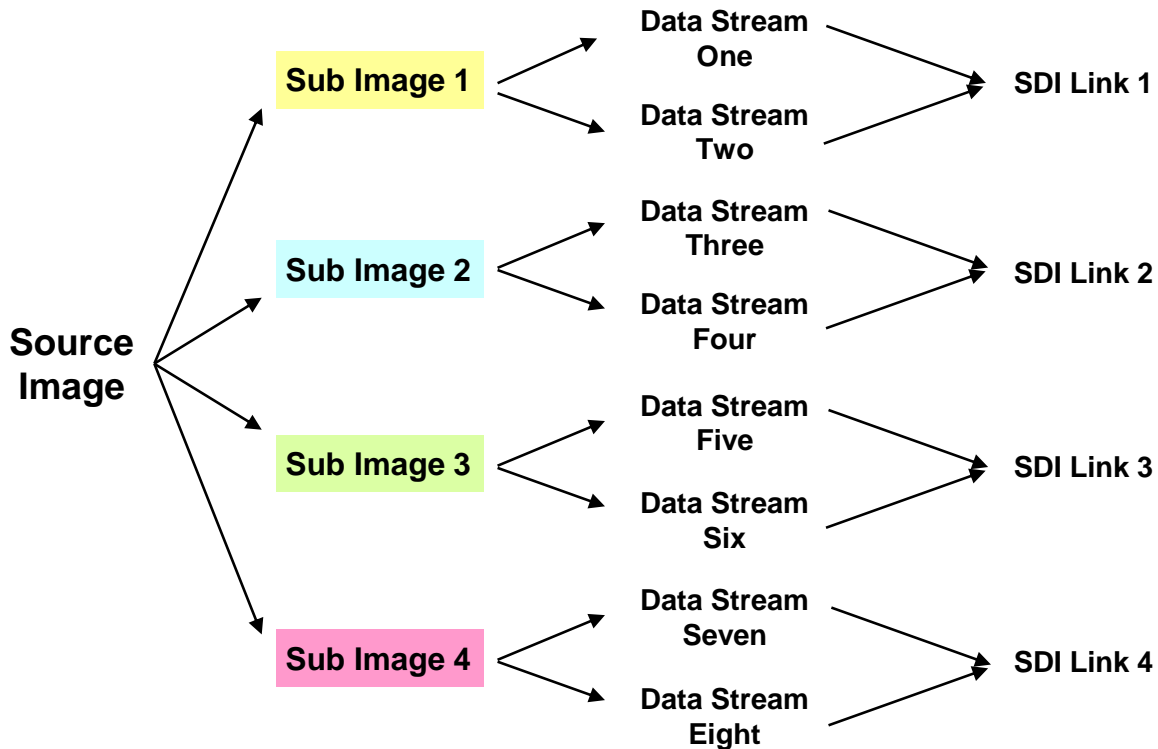 Source
Image
Sub Image 1
Sub Image 2
Sub Image 3
Sub Image 4
Data Stream
One
Data Stream
Two
Data Stream
Three
Data Stream
Four
Data Stream
Five
Data Stream
Six
Data Stream
Seven
Data Stream
Eight
SDI Link 1
SDI Link 2
SDI Link 3
SDI Link 4